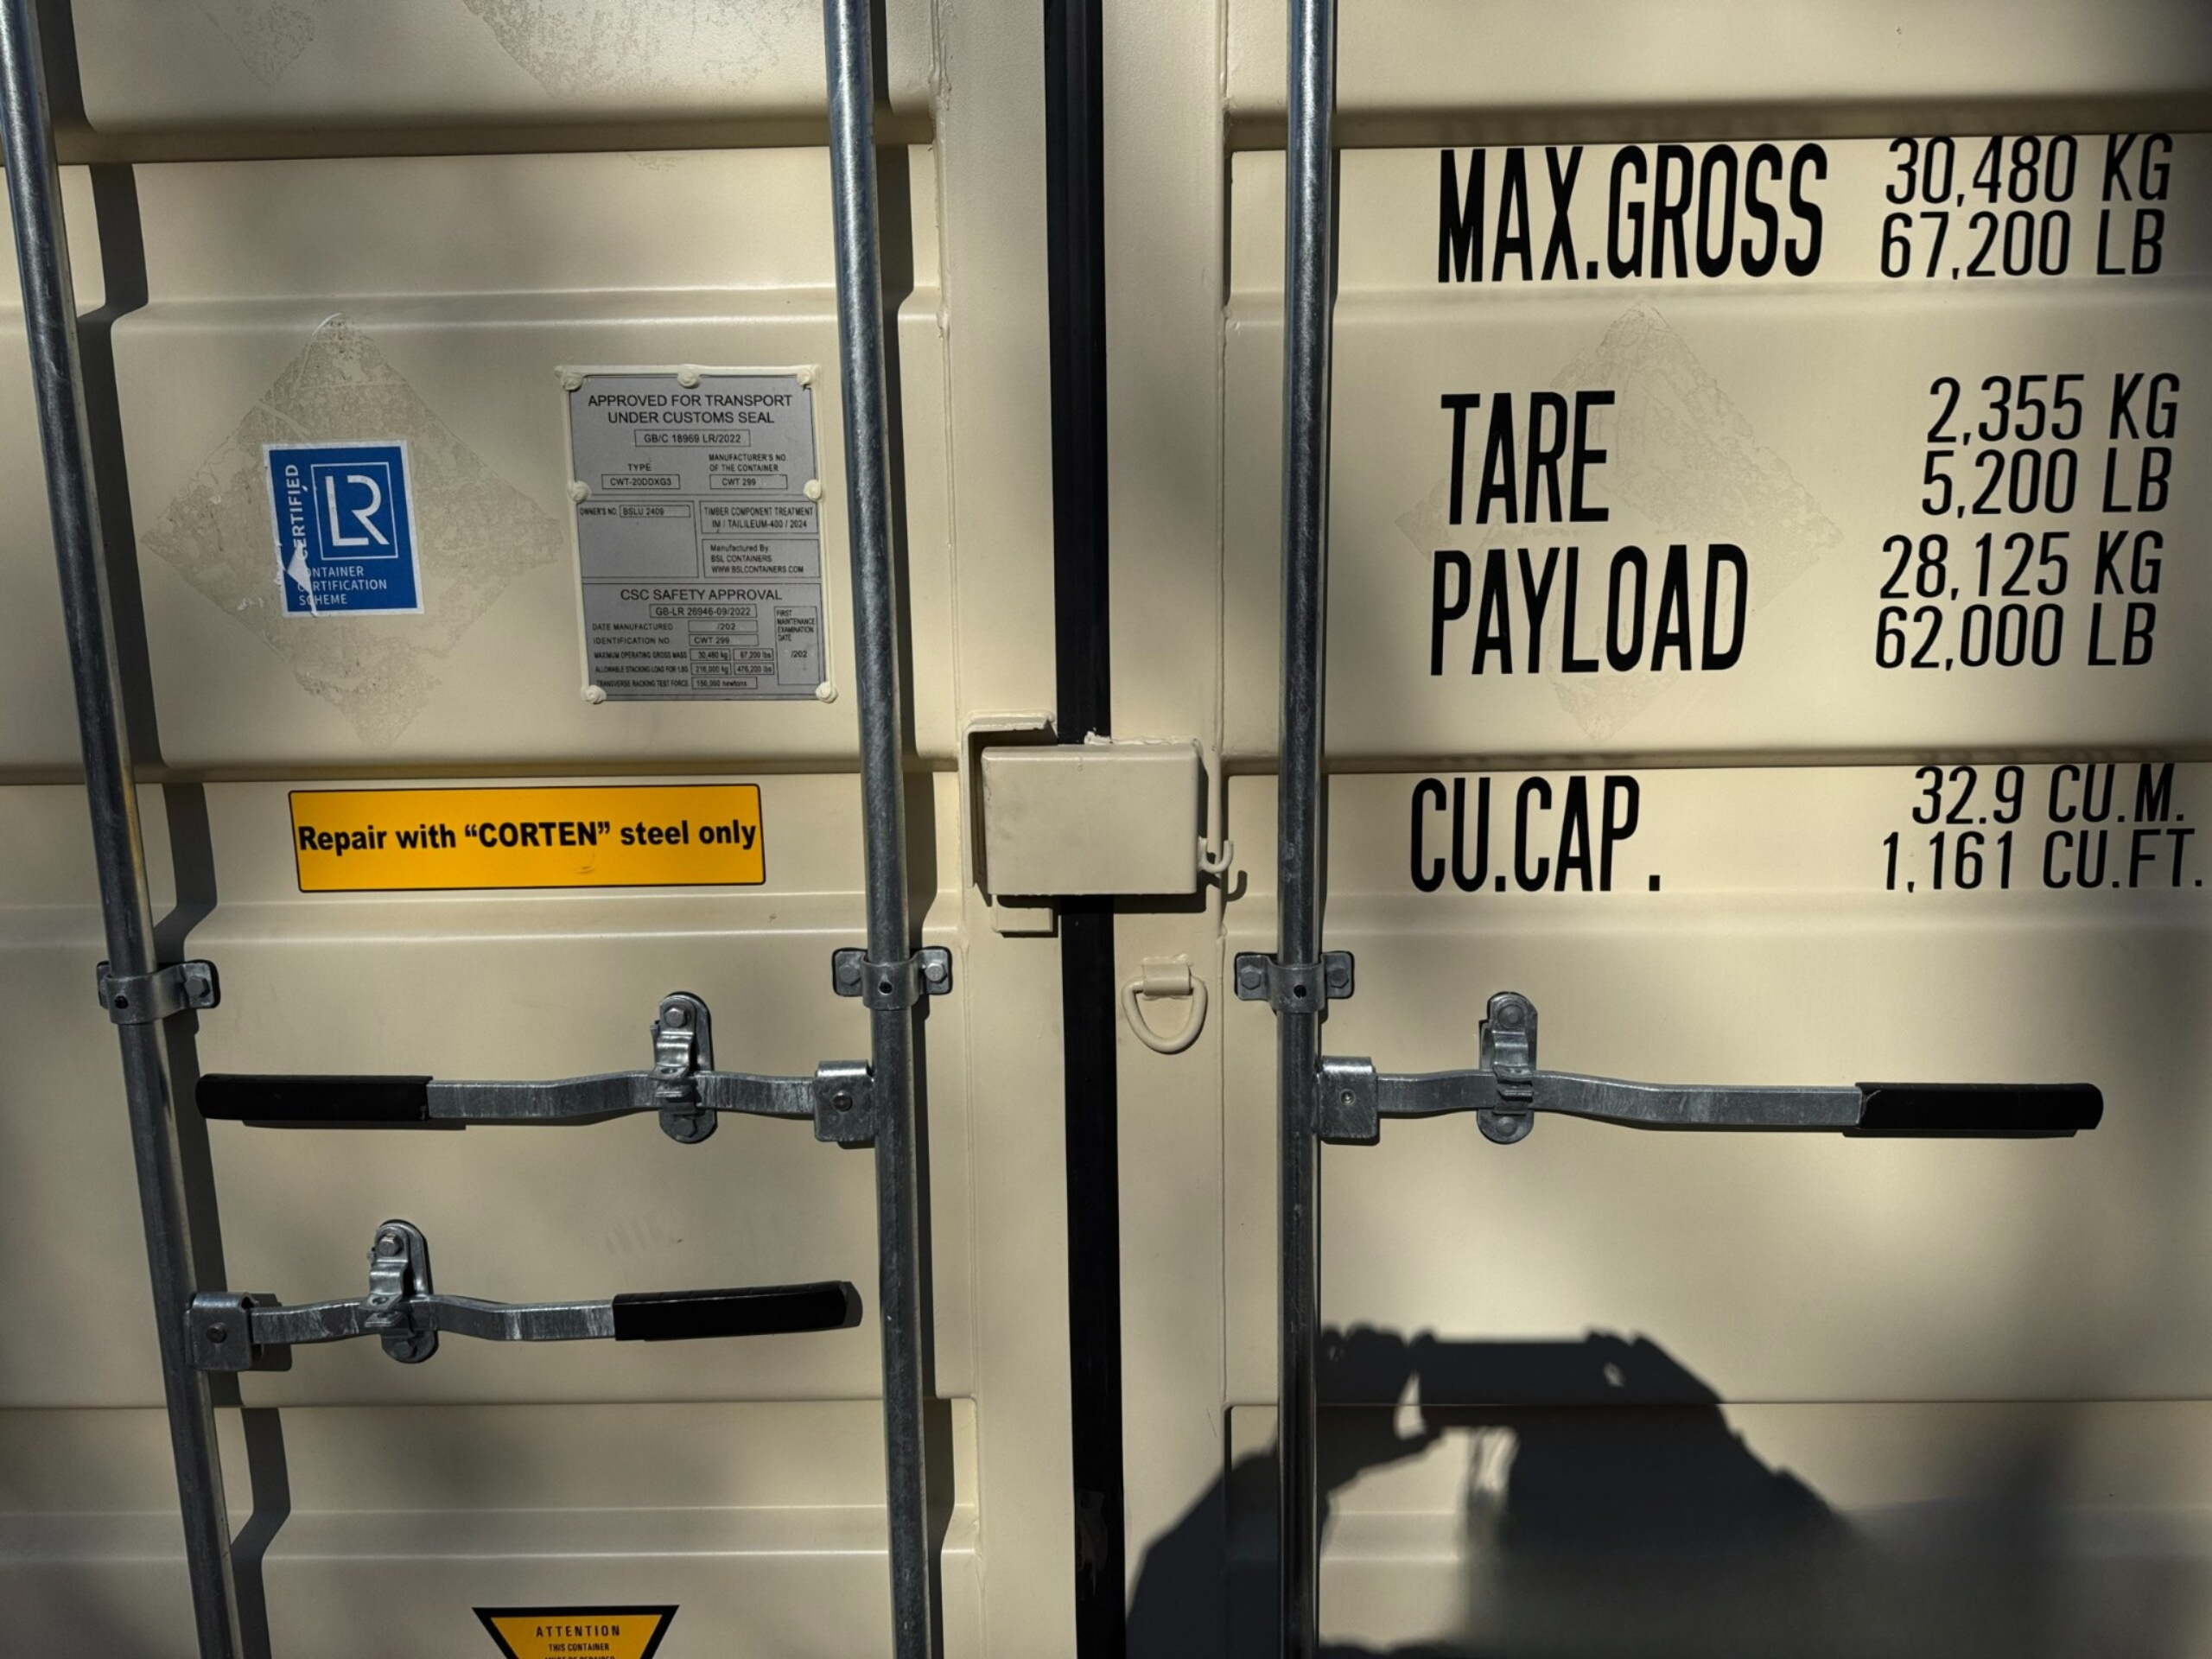 MAX.GROSS 30,480 KG
67,200 LB
TARE 2,355 KG
5,200 LB
PAYLOAD 28,125 KG
62,000 LB
CU.CAP. 32.9 CU.M.
1,161 CU.FT.
CERTIFIED
LR
CONTAINER
CERTIFICATION
SCHEME
APPROVED FOR TRANSPORT
UNDER CUSTOMS SEAL
GB/C 18969 LR/2022
TYPE
CWT-20DDXG3
MANUFACTURER'S NO.
OF THE CONTAINER
CWT 299
OWNER'S NO. BSLU 2409
TIMBER COMPONENT TREATMENT
IM / TAILILEUM-400 / 2024
Manufactured By:
BSL CONTAINERS
WWW.BSLCONTAINERS.COM
CSC SAFETY APPROVAL
GB-LR 26946-09/2022
DATE MANUFACTURED /202
IDENTIFICATION NO. CWT 299
MAXIMUM OPERATING GROSS MASS 30,480 kg 67,200 lbs
ALLOWABLE STACKING LOAD FOR 1.8G 216,000 kg 476,200 lbs
TRANSVERSE RACKING TEST FORCE 150,000 newtons
FIRST
MAINTENANCE
EXAMINATION
DATE
/202
Repair with “CORTEN” steel only
ATTENTION
THIS CONTAINER